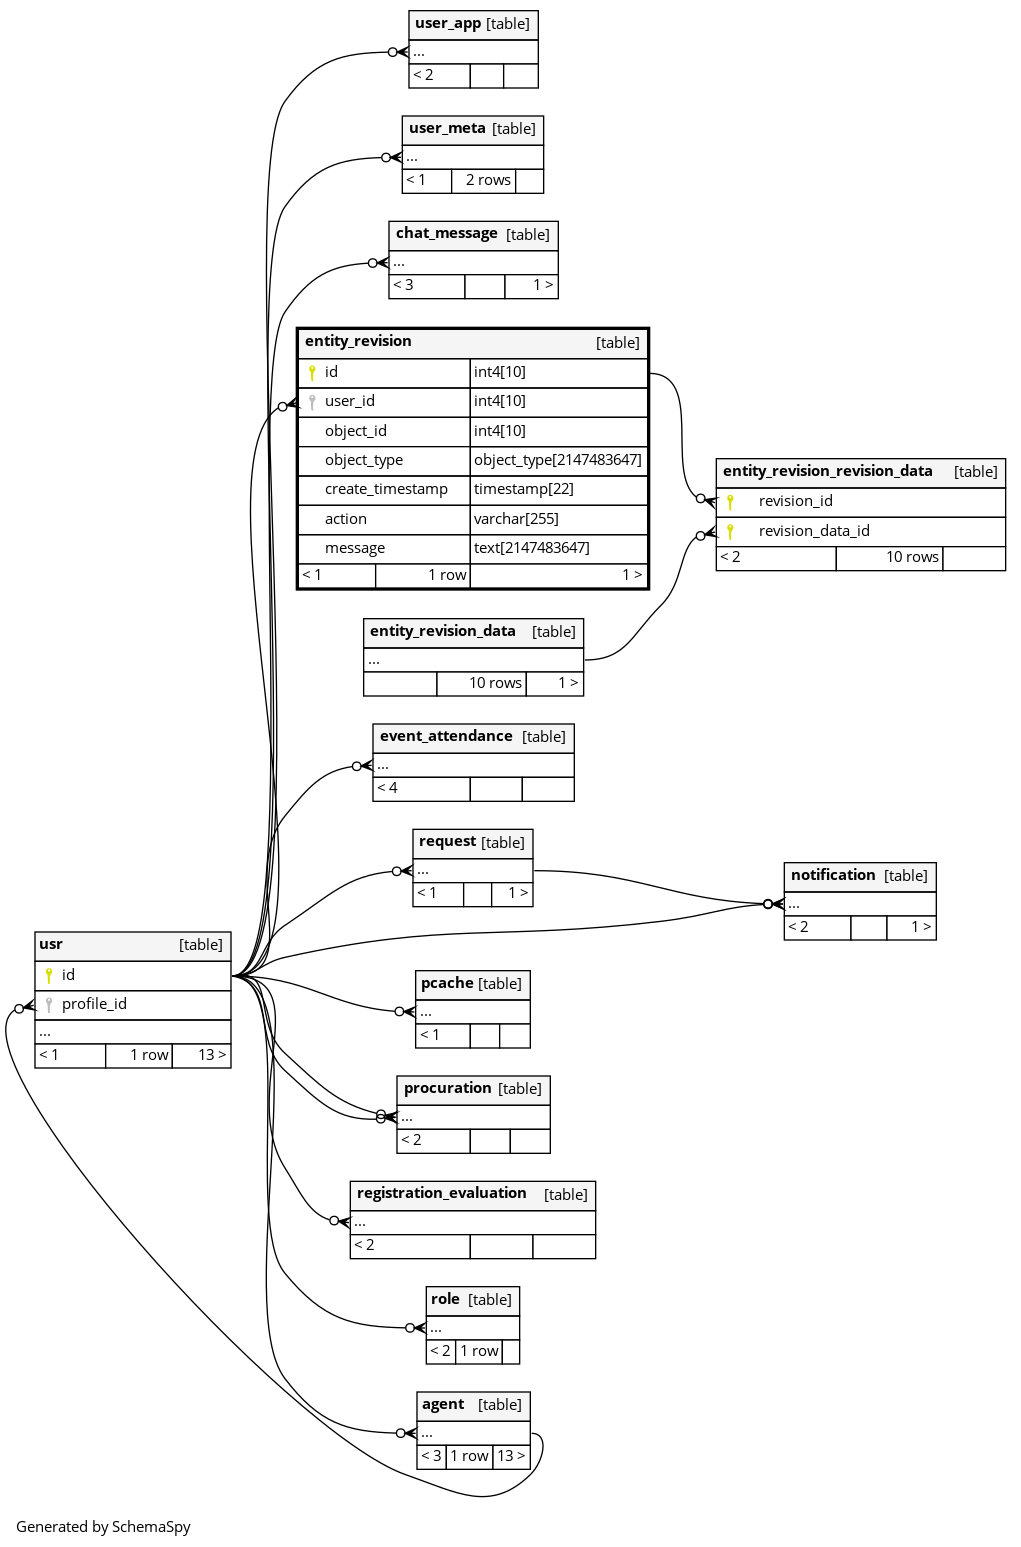 user_app [table]
...
< 2
user_meta [table]
...
< 1 2 rows
chat_message [table]
...
< 3 1 >
entity_revision [table]
id int4[10]
user_id int4[10]
object_id int4[10]
object_type object_type[2147483647]
create_timestamp timestamp[22]
action varchar[255]
message text[2147483647]
< 1 1 row 1 >
entity_revision_revision_data [table]
revision_id
revision_data_id
< 2 10 rows
entity_revision_data [table]
...
10 rows 1 >
event_attendance [table]
...
< 4
request [table]
...
< 1 1 >
notification [table]
...
< 2 1 >
usr [table]
id
profile_id
...
< 1 1 row 13 >
pcache [table]
...
< 1
procuration [table]
...
< 2
registration_evaluation [table]
...
< 2
role [table]
...
< 2 1 row
agent [table]
...
< 3 1 row 13 >
Generated by SchemaSpy